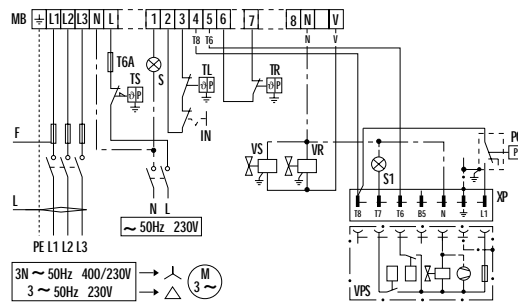 MB ⏚ L1 L2 L3 N L 1 2 3 4 5 6 7 8 N V
T8 T6 N V
T6A
TS
ϑ P
S
TL
ϑ P
TR
ϑ P
IN
F
L
VS
VR
S1
P
XP
T8 T7 T6 B5 N ⏚ L1
VPS
N L
~ 50Hz 230V
PE L1 L2 L3
3N ~ 50Hz 400/230V
3 ~ 50Hz 230V
M
3~